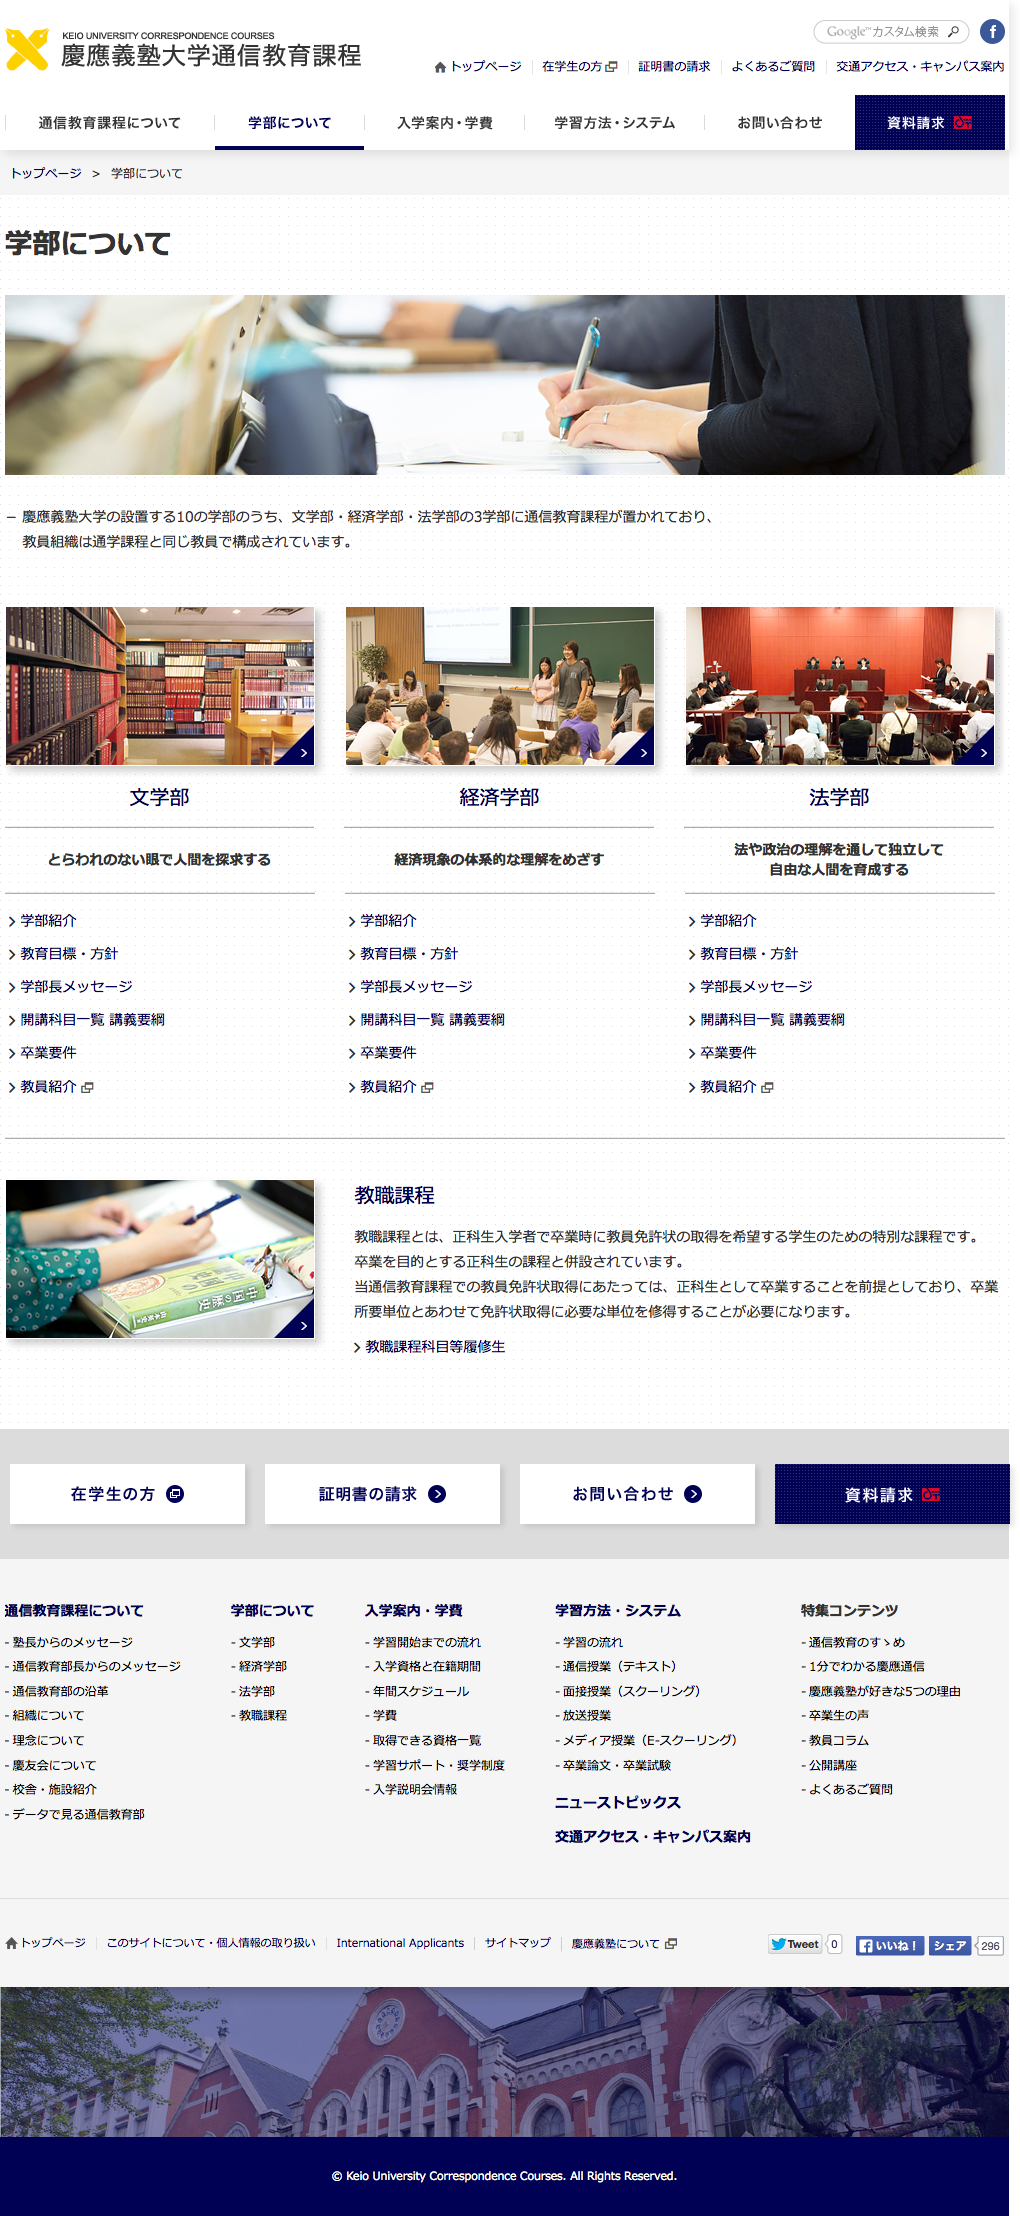 KEIO UNIVERSITY CORRESPONDENCE COURSES
慶應義塾大学通信教育課程
Google™カスタム検索
トップページ 在学生の方 証明書の請求 よくあるご質問 交通アクセス・キャンパス案内
通信教育課程について 学部について 入学案内・学費 学習方法・システム お問い合わせ 資料請求
トップページ > 学部について
学部について
− 慶應義塾大学の設置する10の学部のうち、文学部・経済学部・法学部の3学部に通信教育課程が置かれており、
教員組織は通学課程と同じ教員で構成されています。
文学部
とらわれのない眼で人間を探求する
学部紹介
教育目標・方針
学部長メッセージ
開講科目一覧 講義要綱
卒業要件
教員紹介
経済学部
経済現象の体系的な理解をめざす
学部紹介
教育目標・方針
学部長メッセージ
開講科目一覧 講義要綱
卒業要件
教員紹介
法学部
法や政治の理解を通して独立して
自由な人間を育成する
学部紹介
教育目標・方針
学部長メッセージ
開講科目一覧 講義要綱
卒業要件
教員紹介
中国の歴史
教職課程
教職課程とは、正科生入学者で卒業時に教員免許状の取得を希望する学生のための特別な課程です。
卒業を目的とする正科生の課程と併設されています。
当通信教育課程での教員免許状取得にあたっては、正科生として卒業することを前提としており、卒業
所要単位とあわせて免許状取得に必要な単位を修得することが必要になります。
教職課程科目等履修生
在学生の方 証明書の請求 お問い合わせ 資料請求
通信教育課程について
- 塾長からのメッセージ
- 通信教育部長からのメッセージ
- 通信教育部の沿革
- 組織について
- 理念について
- 慶友会について
- 校舎・施設紹介
- データで見る通信教育部
学部について
- 文学部
- 経済学部
- 法学部
- 教職課程
入学案内・学費
- 学習開始までの流れ
- 入学資格と在籍期間
- 年間スケジュール
- 学費
- 取得できる資格一覧
- 学習サポート・奨学制度
- 入学説明会情報
学習方法・システム
- 学習の流れ
- 通信授業（テキスト）
- 面接授業（スクーリング）
- 放送授業
- メディア授業（E-スクーリング）
- 卒業論文・卒業試験
ニューストピックス
交通アクセス・キャンパス案内
特集コンテンツ
- 通信教育のすゝめ
- 1分でわかる慶應通信
- 慶應義塾が好きな5つの理由
- 卒業生の声
- 教員コラム
- 公開講座
- よくあるご質問
トップページ このサイトについて・個人情報の取り扱い International Applicants サイトマップ 慶應義塾について
Tweet 0 いいね！ シェア 296
© Keio University Correspondence Courses. All Rights Reserved.